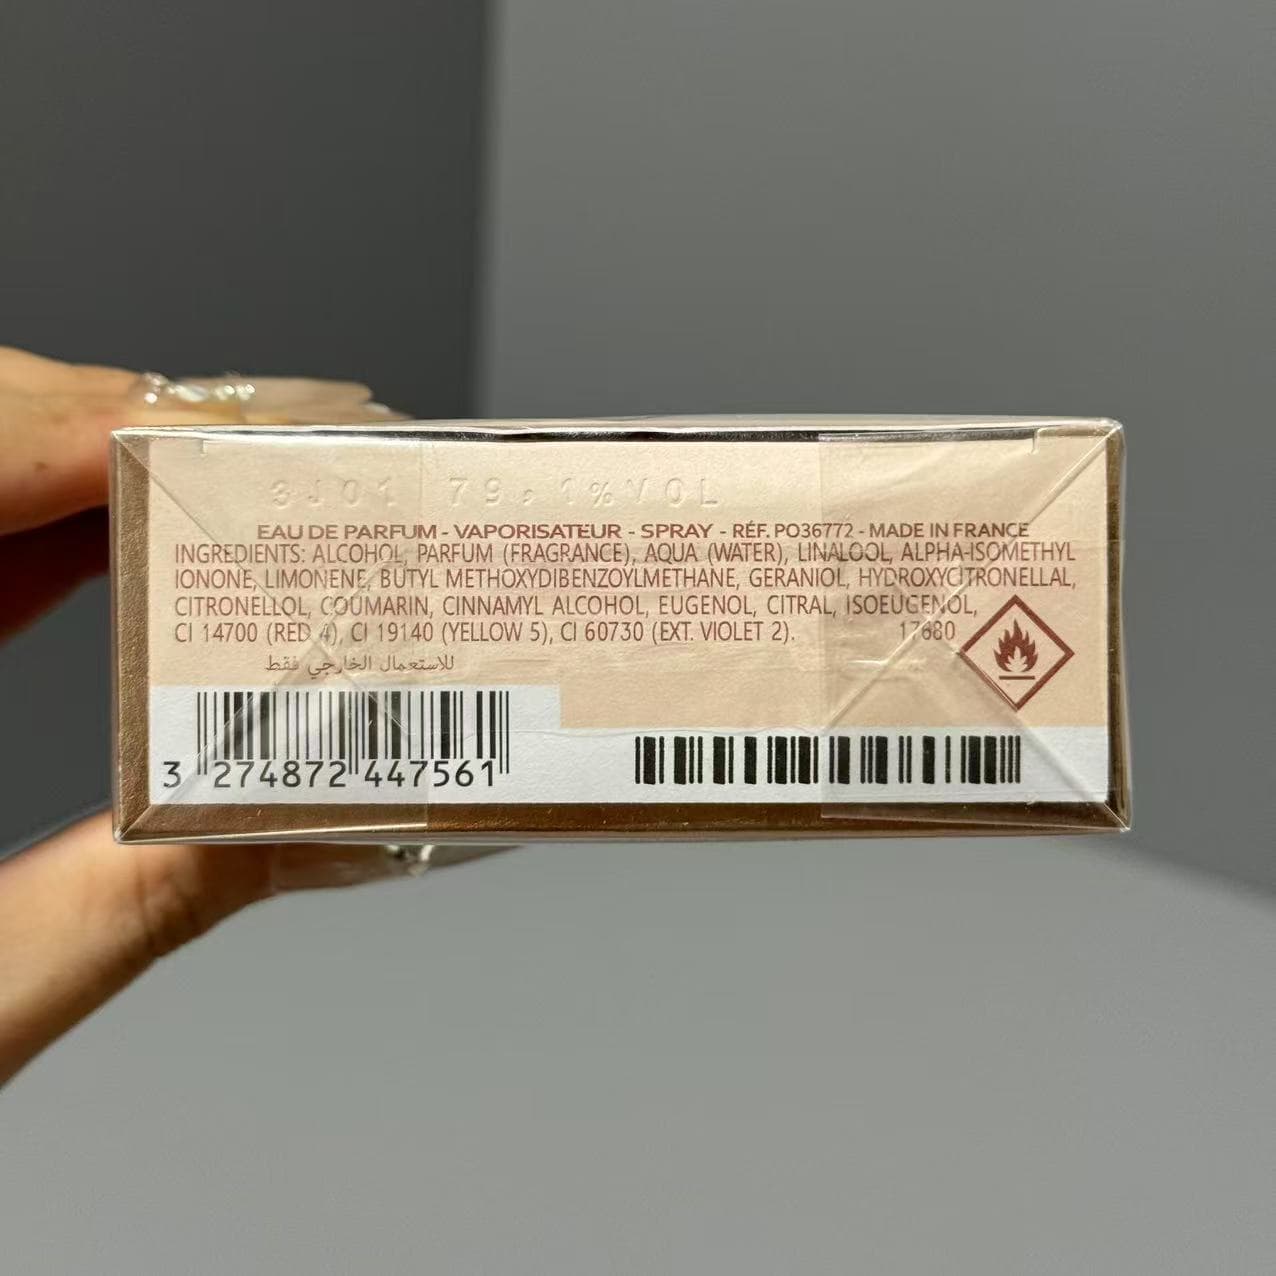 3J01 79,1%VOL
EAU DE PARFUM - VAPORISATEUR - SPRAY - RÉF. PO36772 - MADE IN FRANCE
INGREDIENTS: ALCOHOL, PARFUM (FRAGRANCE), AQUA (WATER), LINALOOL, ALPHA-ISOMETHYL
IONONE, LIMONENE, BUTYL METHOXYDIBENZOYLMETHANE, GERANIOL, HYDROXYCITRONELLAL,
CITRONELLOL, COUMARIN, CINNAMYL ALCOHOL, EUGENOL, CITRAL, ISOEUGENOL,
CI 14700 (RED 4), CI 19140 (YELLOW 5), CI 60730 (EXT. VIOLET 2). 17680
للاستعمال الخارجي فقط
3 274872 447561